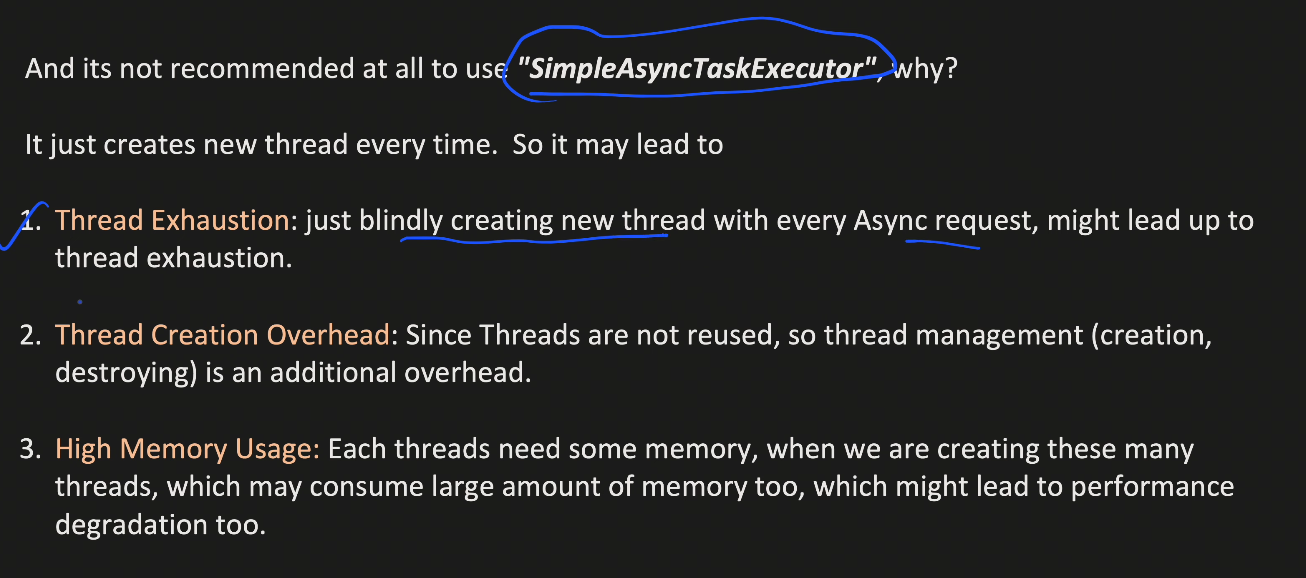 And its not recommended at all to use "SimpleAsyncTaskExecutor", why?
It just creates new thread every time. So it may lead to
1. Thread Exhaustion: just blindly creating new thread with every Async request, might lead up to
thread exhaustion.
2. Thread Creation Overhead: Since Threads are not reused, so thread management (creation,
destroying) is an additional overhead.
3. High Memory Usage: Each threads need some memory, when we are creating these many
threads, which may consume large amount of memory too, which might lead to performance
degradation too.